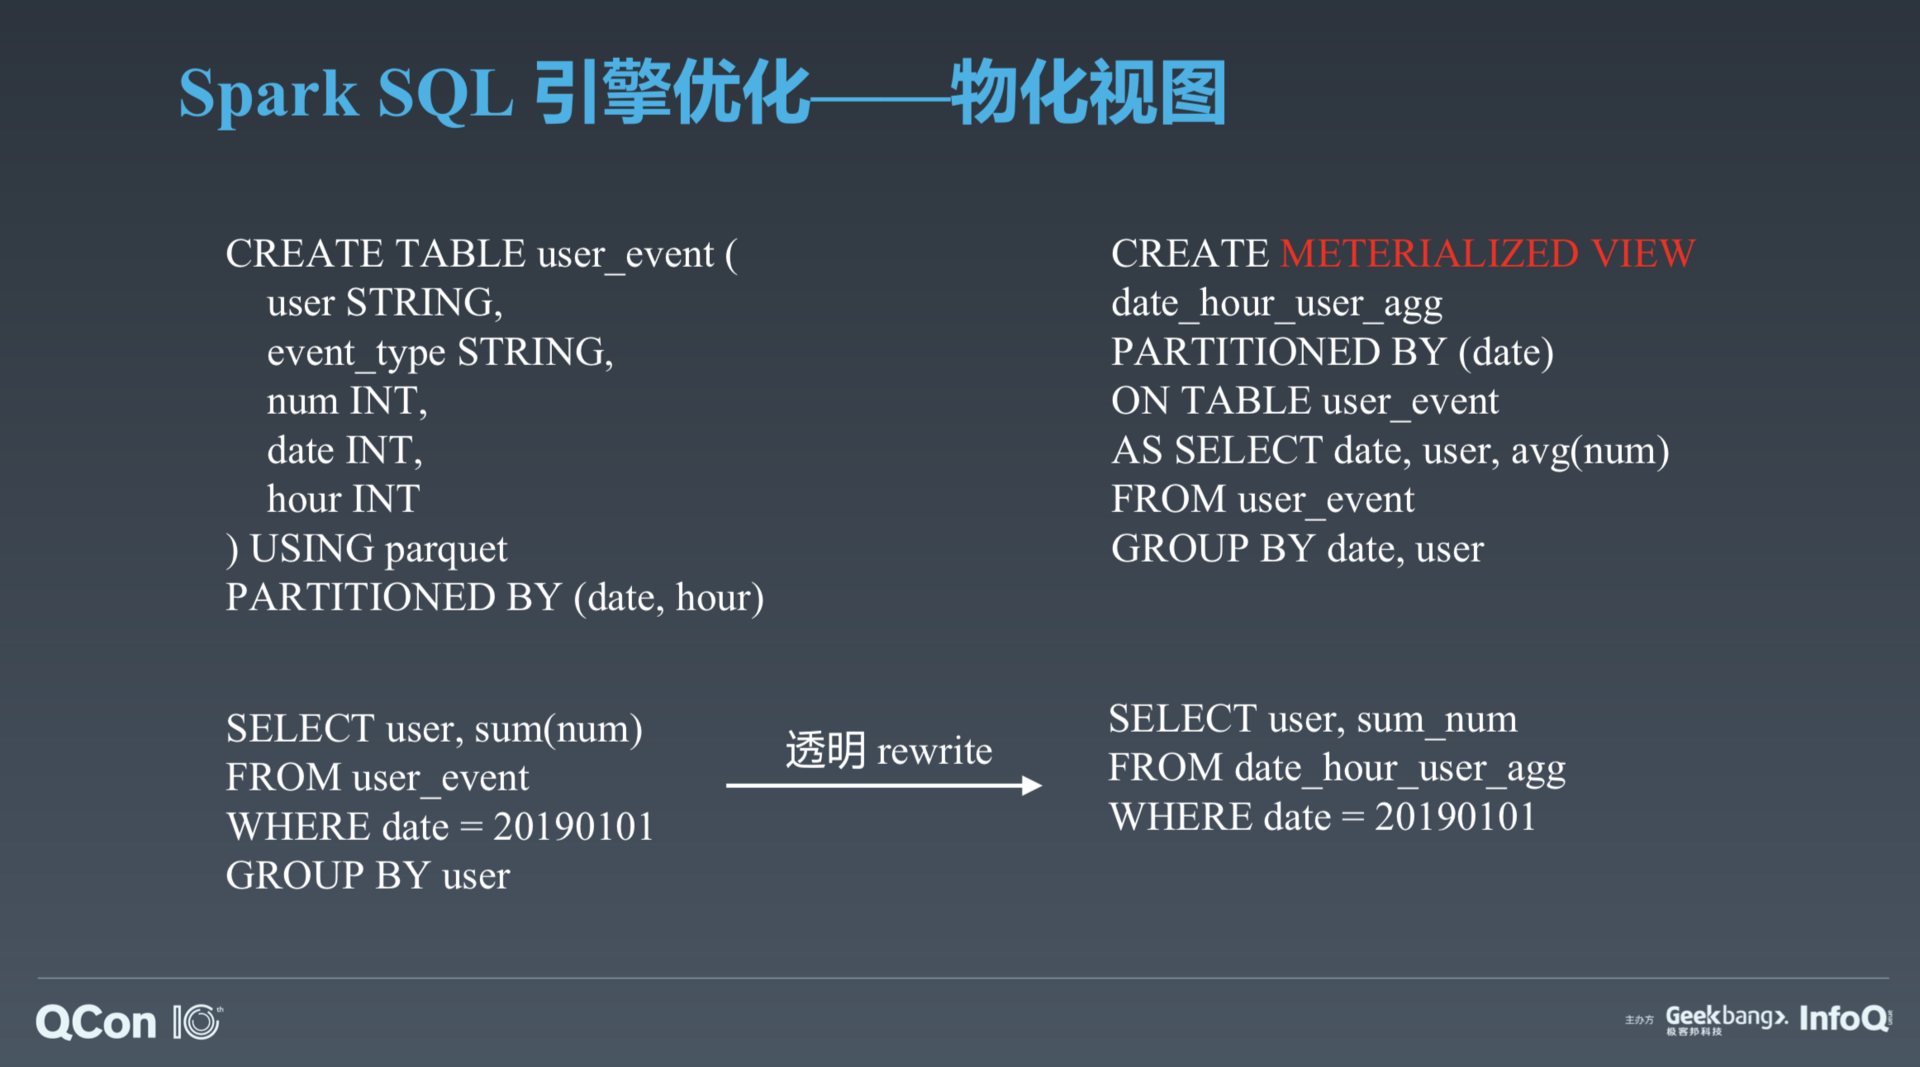 Spark SQL 引擎优化——物化视图
CREATE TABLE user_event (
user STRING,
event_type STRING,
num INT,
date INT,
hour INT
) USING parquet
PARTITIONED BY (date, hour)
CREATE METERIALIZED VIEW
date_hour_user_agg
PARTITIONED BY (date)
ON TABLE user_event
AS SELECT date, user, avg(num)
FROM user_event
GROUP BY date, user
SELECT user, sum(num)
FROM user_event
WHERE date = 20190101
GROUP BY user
透明 rewrite
SELECT user, sum_num
FROM date_hour_user_agg
WHERE date = 20190101
QCon 10th
主办方 Geekbang>. InfoQ
极客邦科技